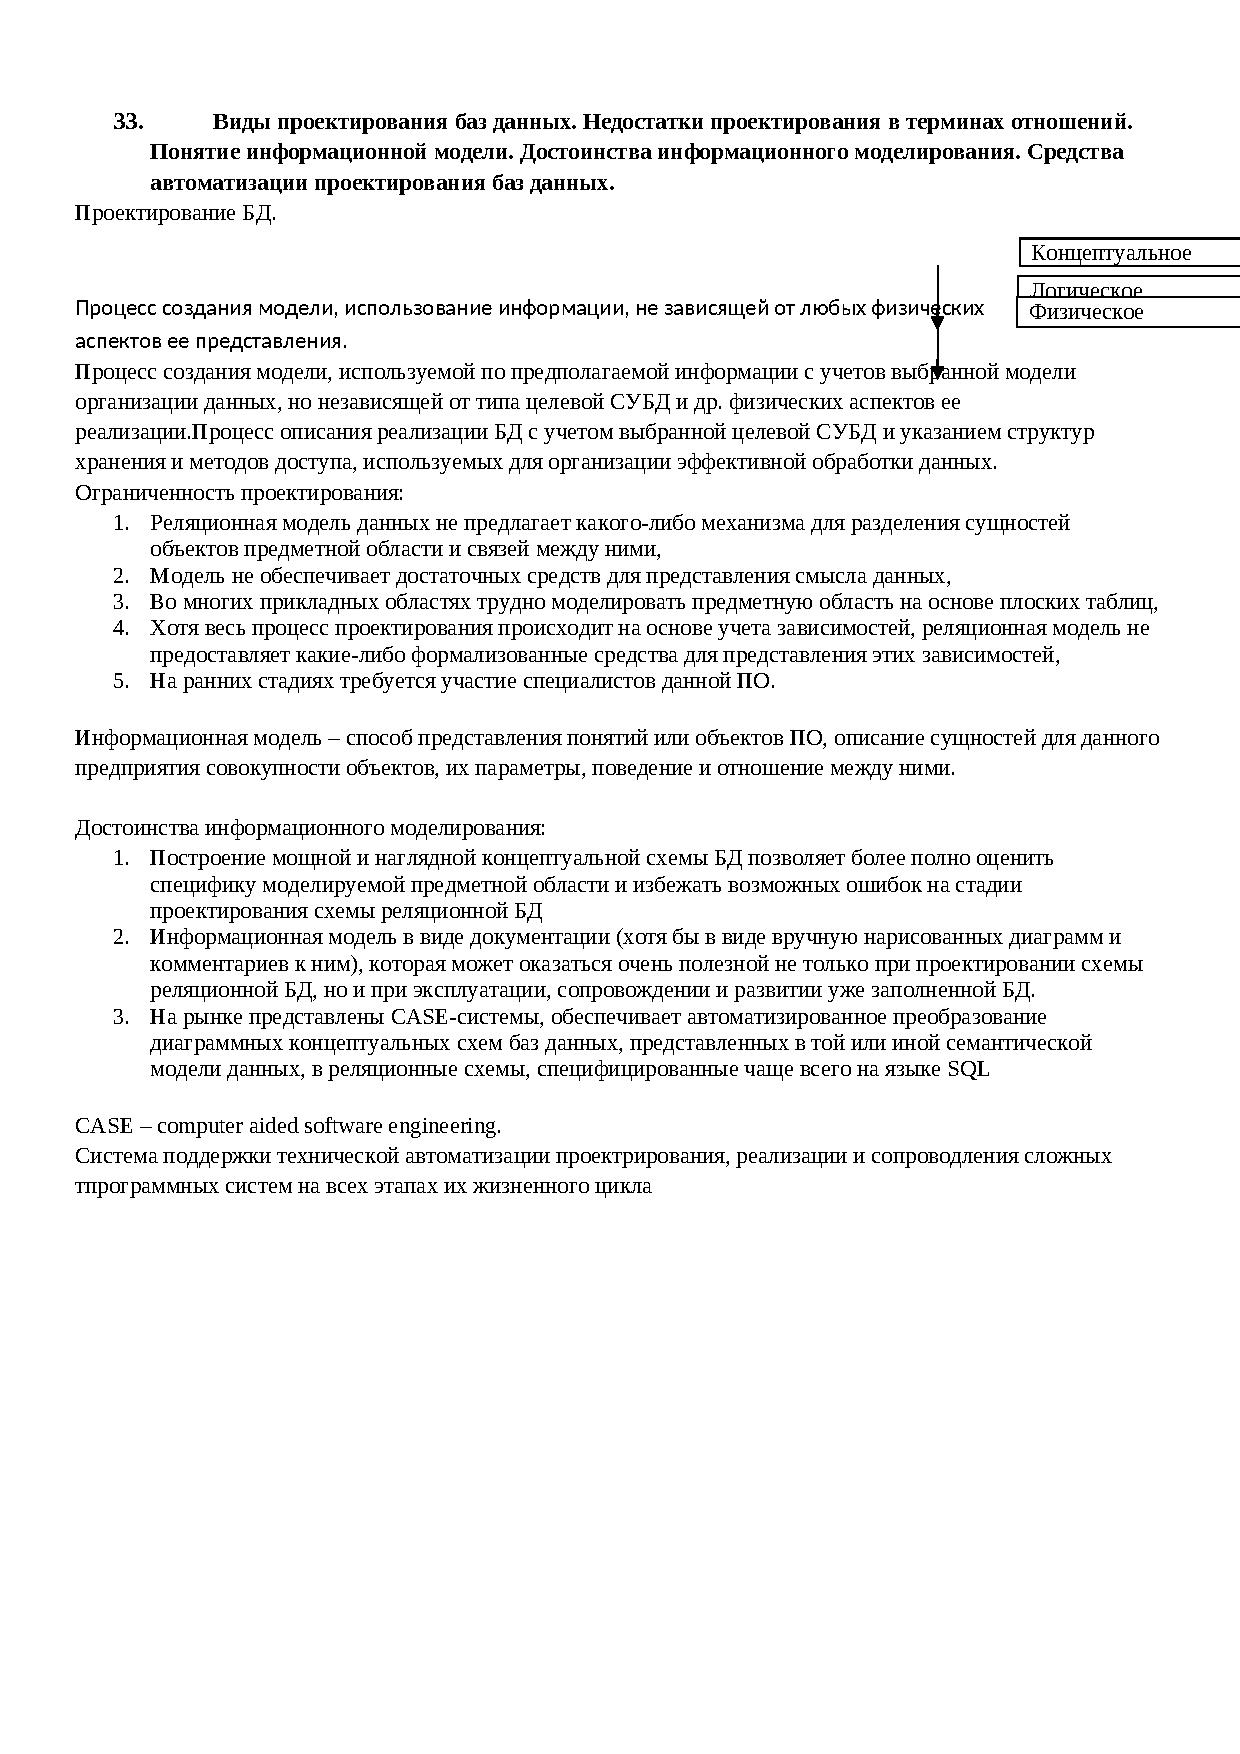 33. Виды проектирования баз данных. Недостатки проектирования в терминах отношений.
Понятие информационной модели. Достоинства информационного моделирования. Средства
автоматизации проектирования баз данных.
Проектирование БД.
Концептуальное
Логическое
Физическое
Процесс создания модели, использование информации, не зависящей от любых физических
аспектов ее представления.
Процесс создания модели, используемой по предполагаемой информации с учетов выбранной модели
организации данных, но независящей от типа целевой СУБД и др. физических аспектов ее
реализации.Процесс описания реализации БД с учетом выбранной целевой СУБД и указанием структур
хранения и методов доступа, используемых для организации эффективной обработки данных.
Ограниченность проектирования:
1. Реляционная модель данных не предлагает какого-либо механизма для разделения сущностей
объектов предметной области и связей между ними,
2. Модель не обеспечивает достаточных средств для представления смысла данных,
3. Во многих прикладных областях трудно моделировать предметную область на основе плоских таблиц,
4. Хотя весь процесс проектирования происходит на основе учета зависимостей, реляционная модель не
предоставляет какие-либо формализованные средства для представления этих зависимостей,
5. На ранних стадиях требуется участие специалистов данной ПО.
Информационная модель – способ представления понятий или объектов ПО, описание сущностей для данного
предприятия совокупности объектов, их параметры, поведение и отношение между ними.
Достоинства информационного моделирования:
1. Построение мощной и наглядной концептуальной схемы БД позволяет более полно оценить
специфику моделируемой предметной области и избежать возможных ошибок на стадии
проектирования схемы реляционной БД
2. Информационная модель в виде документации (хотя бы в виде вручную нарисованных диаграмм и
комментариев к ним), которая может оказаться очень полезной не только при проектировании схемы
реляционной БД, но и при эксплуатации, сопровождении и развитии уже заполненной БД.
3. На рынке представлены CASE-системы, обеспечивает автоматизированное преобразование
диаграммных концептуальных схем баз данных, представленных в той или иной семантической
модели данных, в реляционные схемы, специфицированные чаще всего на языке SQL
CASE – computer aided software engineering.
Система поддержки технической автоматизации проектрирования, реализации и сопроводления сложных
тпрограммных систем на всех этапах их жизненного цикла